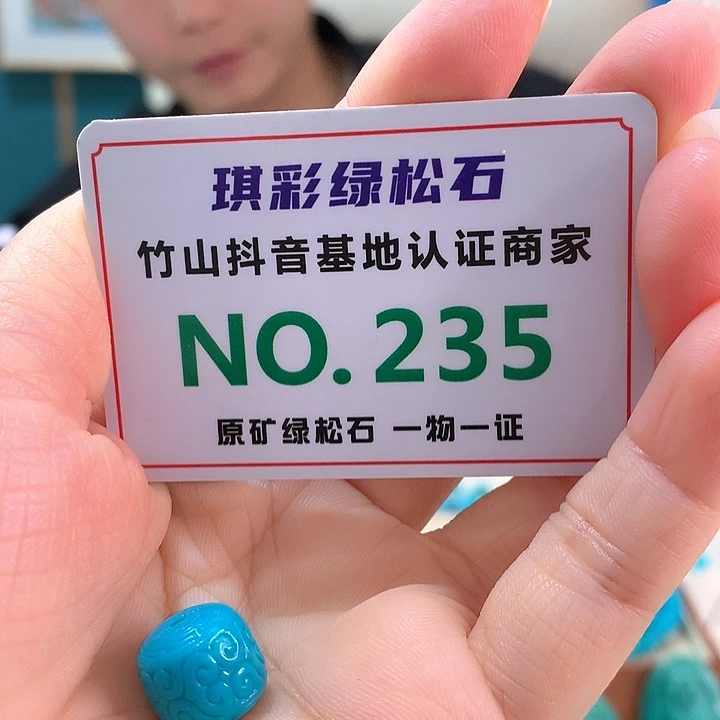 琪彩绿松石
竹山抖音基地认证商家
NO.235
原矿绿松石 一物一证